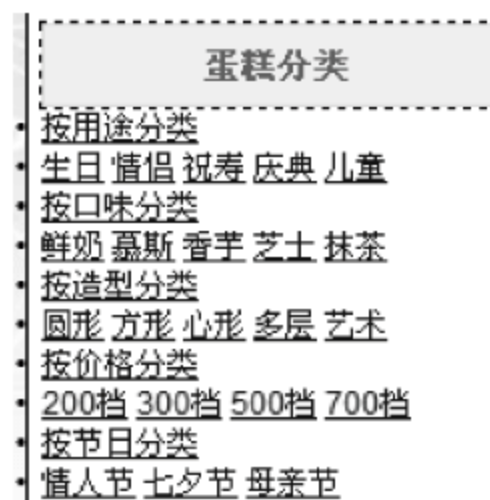 蛋糕分类
按用途分类
生日 情侣 祝寿 庆典 儿童
按口味分类
鲜奶 慕斯 香芋 芝士 抹茶
按造型分类
圆形 方形 心形 多层 艺术
按价格分类
200档 300档 500档 700档
按节日分类
情人节 七夕节 母亲节